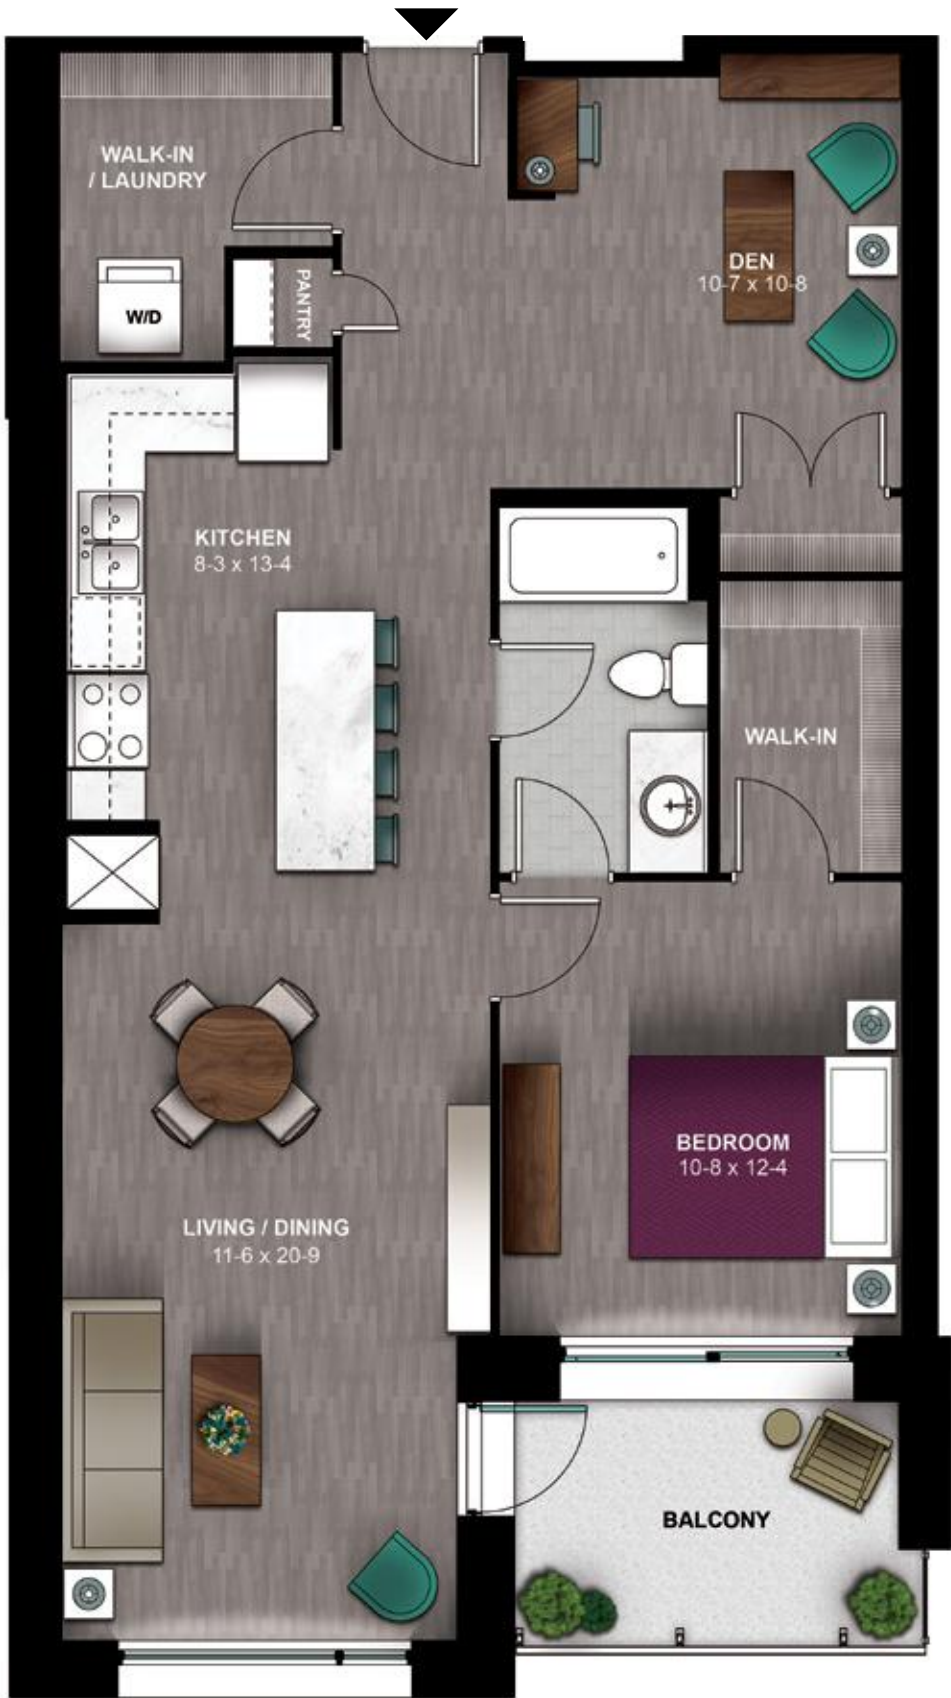 WALK-IN
/ LAUNDRY
W/D
PANTRY
DEN
10-7 x 10-8
KITCHEN
8-3 x 13-4
WALK-IN
BEDROOM
10-8 x 12-4
LIVING / DINING
11-6 x 20-9
BALCONY